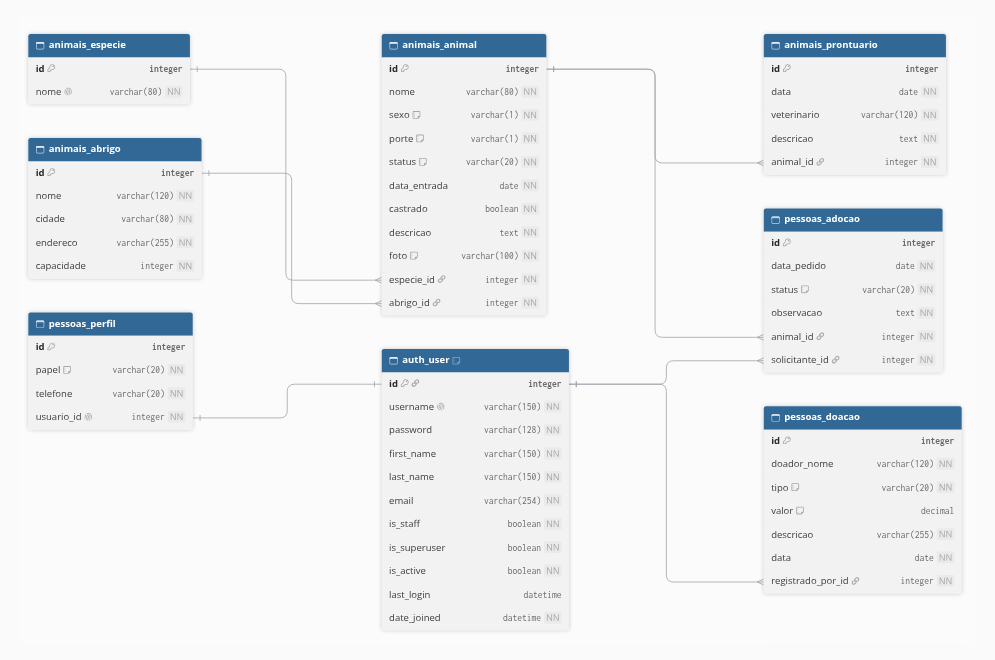 animais_especie
id integer
nome varchar(80) NN
animais_abrigo
id integer
nome varchar(120) NN
cidade varchar(80) NN
endereco varchar(255) NN
capacidade integer NN
pessoas_perfil
id integer
papel varchar(20) NN
telefone varchar(20) NN
usuario_id integer NN
animais_animal
id integer
nome varchar(80) NN
sexo varchar(1) NN
porte varchar(1) NN
status varchar(20) NN
data_entrada date NN
castrado boolean NN
descricao text NN
foto varchar(100) NN
especie_id integer NN
abrigo_id integer NN
auth_user
id integer
username varchar(150) NN
password varchar(128) NN
first_name varchar(150) NN
last_name varchar(150) NN
email varchar(254) NN
is_staff boolean NN
is_superuser boolean NN
is_active boolean NN
last_login datetime
date_joined datetime NN
animais_prontuario
id integer
data date NN
veterinario varchar(120) NN
descricao text NN
animal_id integer NN
pessoas_adocao
id integer
data_pedido date NN
status varchar(20) NN
observacao text NN
animal_id integer NN
solicitante_id integer NN
pessoas_doacao
id integer
doador_nome varchar(120) NN
tipo varchar(20) NN
valor decimal
descricao varchar(255) NN
data date NN
registrado_por_id integer NN